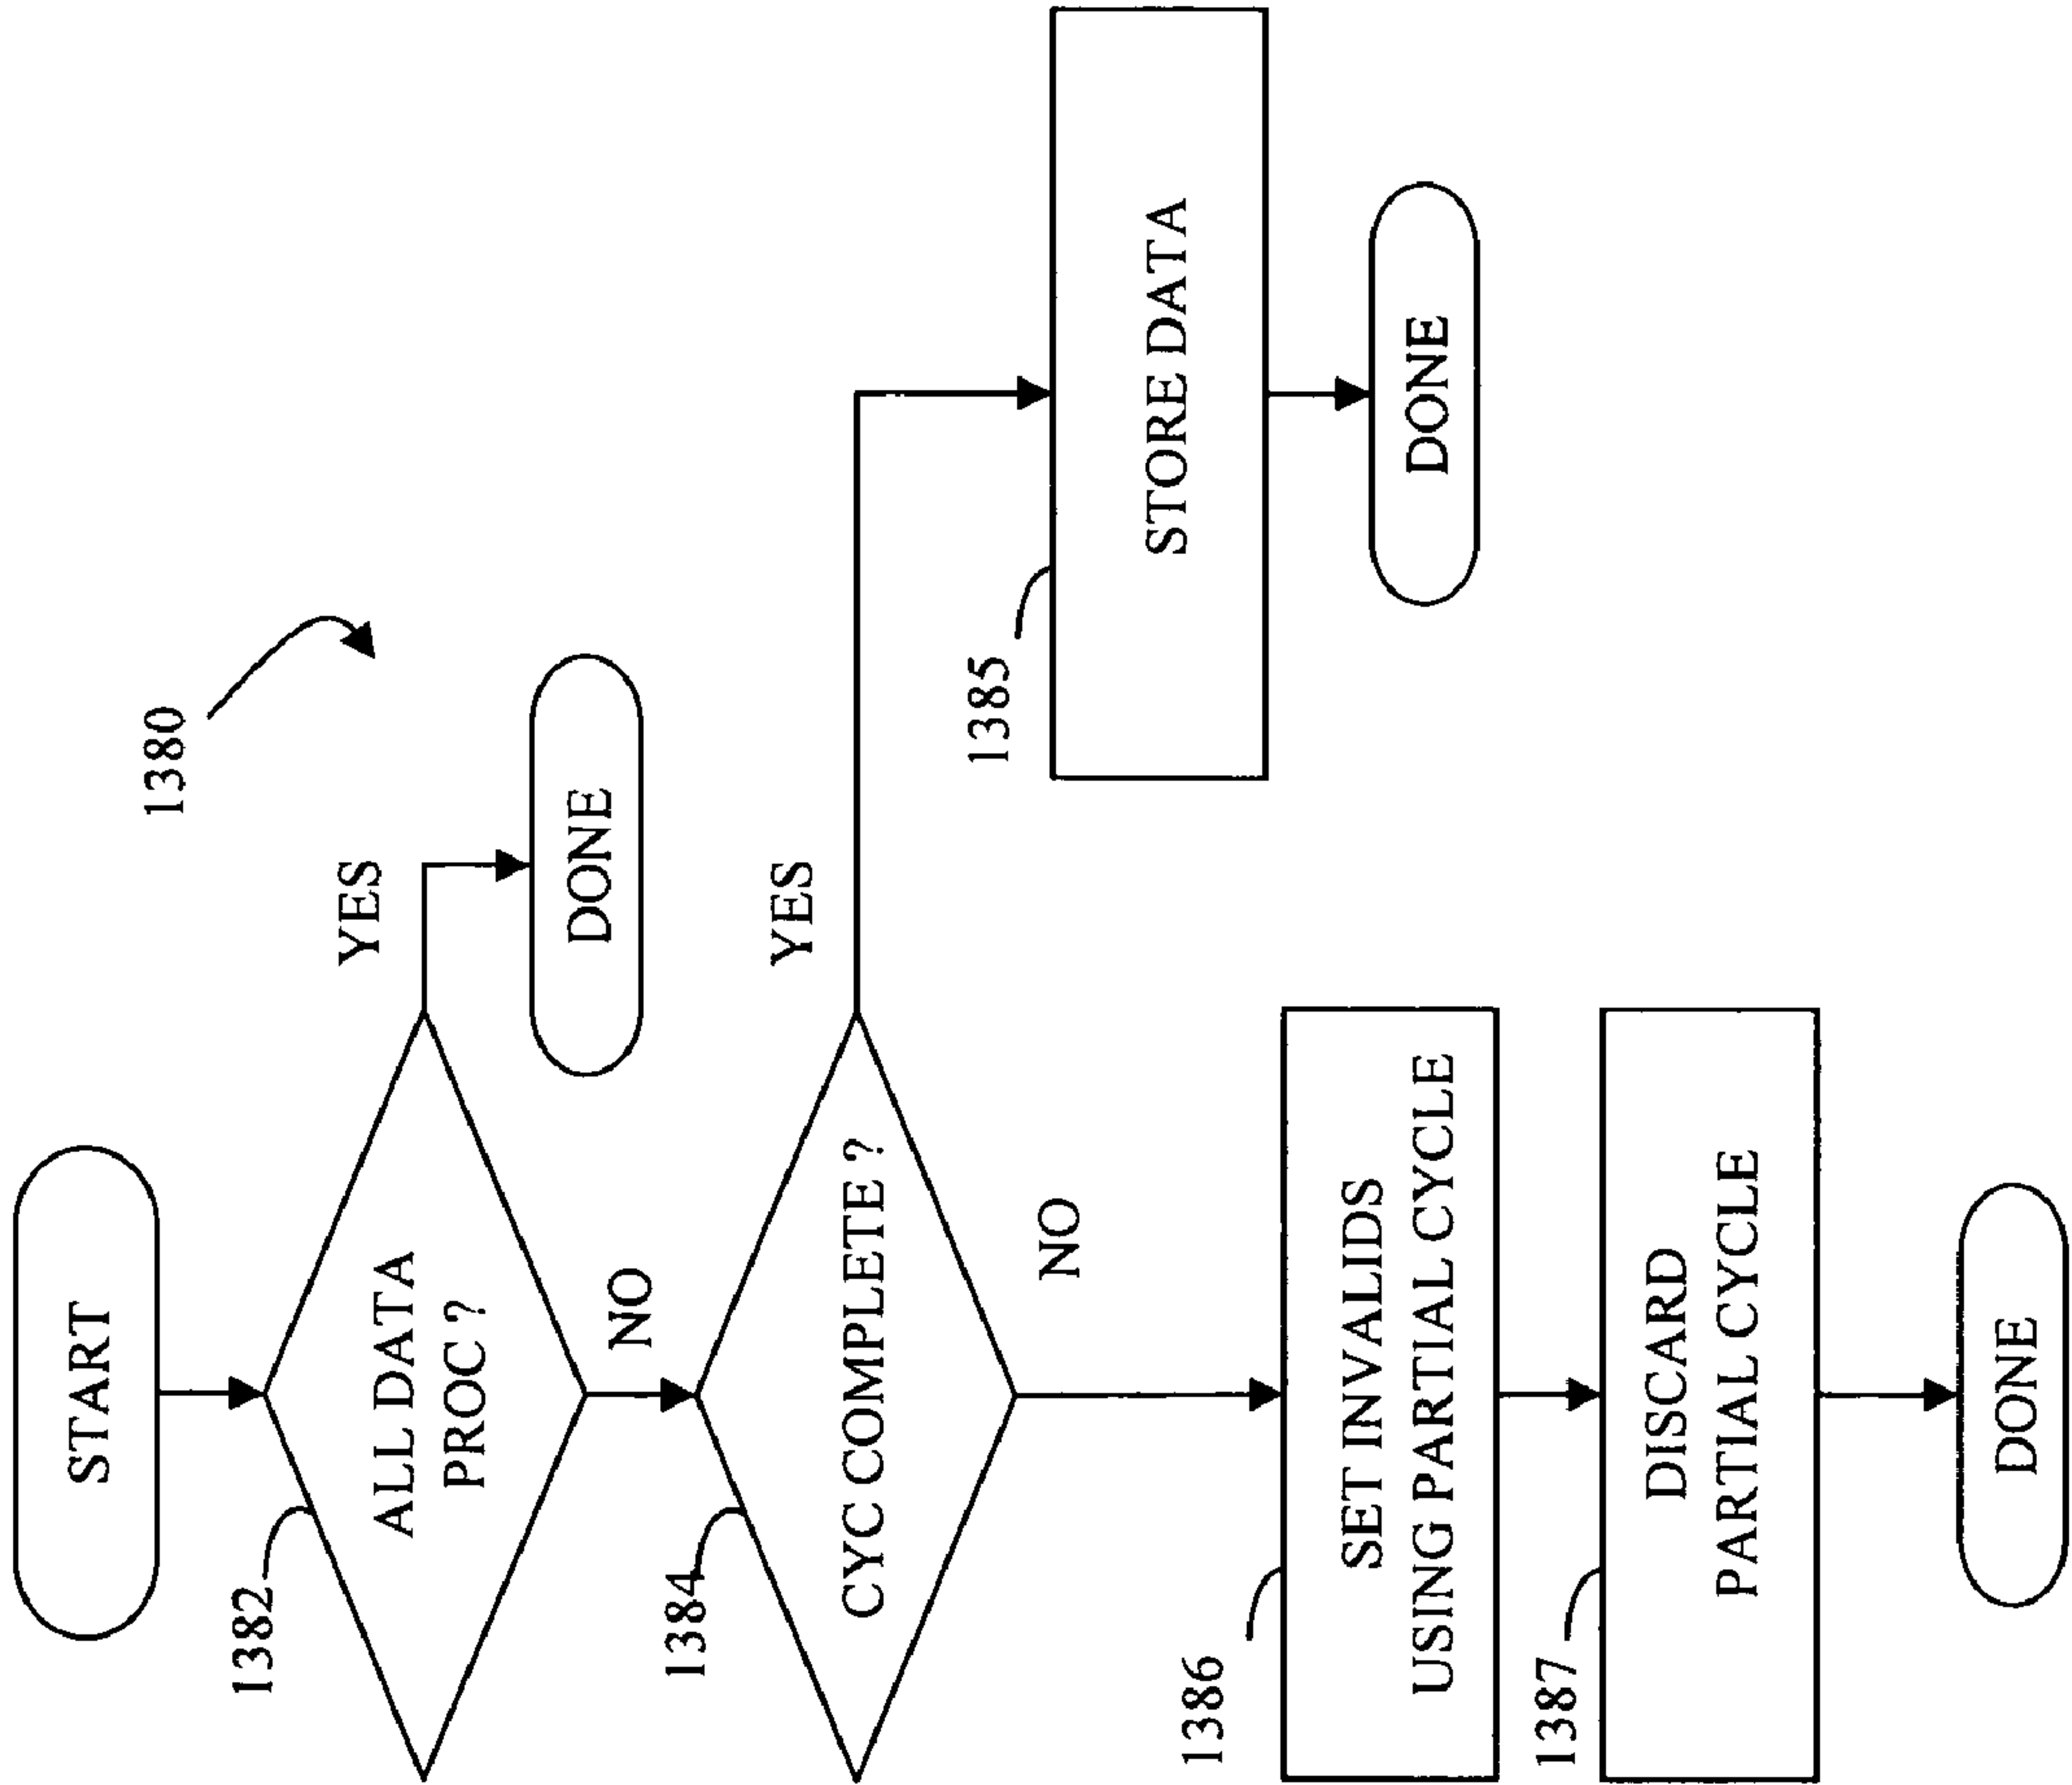 1380
START
1382
ALL DATA
PROC ?
YES
DONE
NO
1384
CYC COMPLETE ?
YES
1385
STORE DATA
DONE
NO
1386
SET INVALIDS
USING PARTIAL CYCLE
1387
DISCARD
PARTIAL CYCLE
DONE